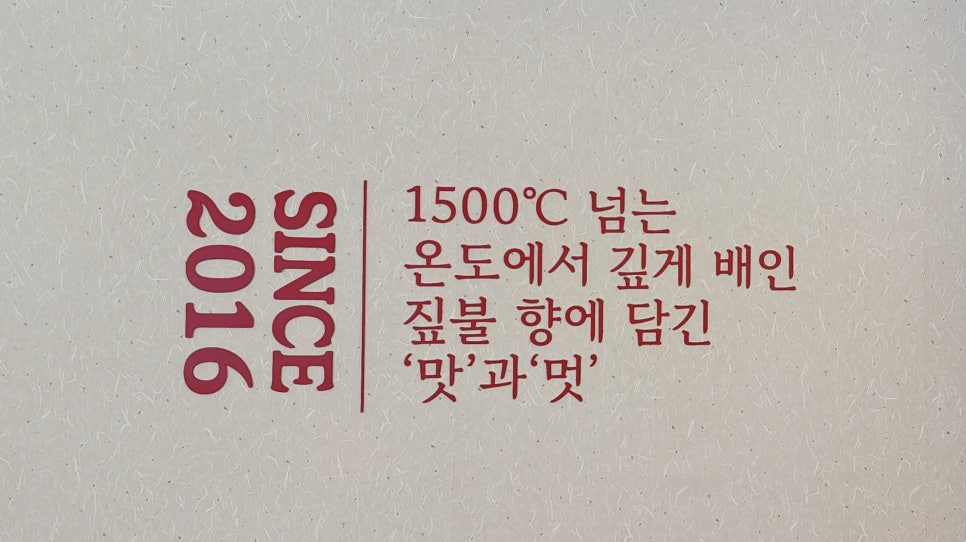 SINCE
2016
1500℃ 넘는
온도에서 깊게 배인
짚불 향에 담긴
‘맛’과‘멋’